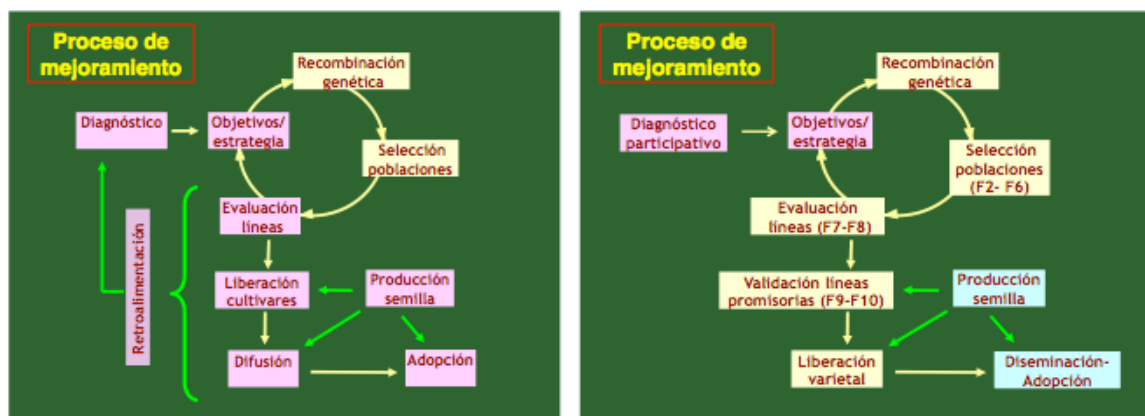 Proceso de
mejoramiento
Recombinación
genética
Diagnóstico
Objetivos/
estrategia
Selección
poblaciones
Evaluación
líneas
Retroalimentación
Liberación
cultivares
Producción
semilla
Difusión
Adopción
Proceso de
mejoramiento
Recombinación
genética
Diagnóstico
participativo
Objetivos/
estrategia
Selección
poblaciones
(F2- F6)
Evaluación
líneas (F7-F8)
Validación líneas
promisorias (F9-F10)
Producción
semilla
Liberación
varietal
Diseminación-
Adopción